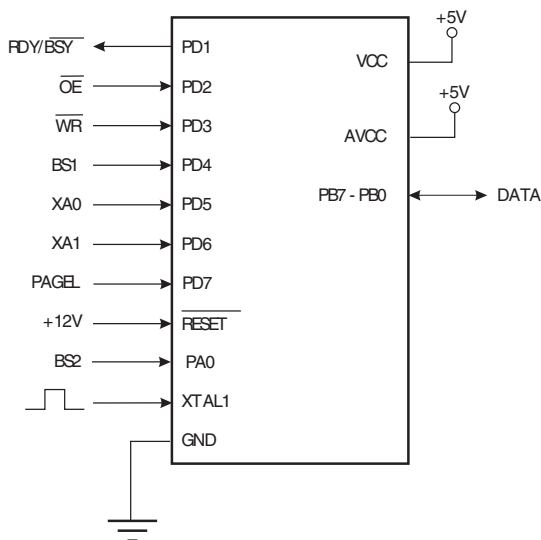 RDY/BSY PD1
OE PD2
WR PD3
BS1 PD4
XA0 PD5
XA1 PD6
PAGEL PD7
+12V RESET
BS2 PA0
XTAL1
GND
+5V
VCC
+5V
AVCC
PB7 - PB0 DATA